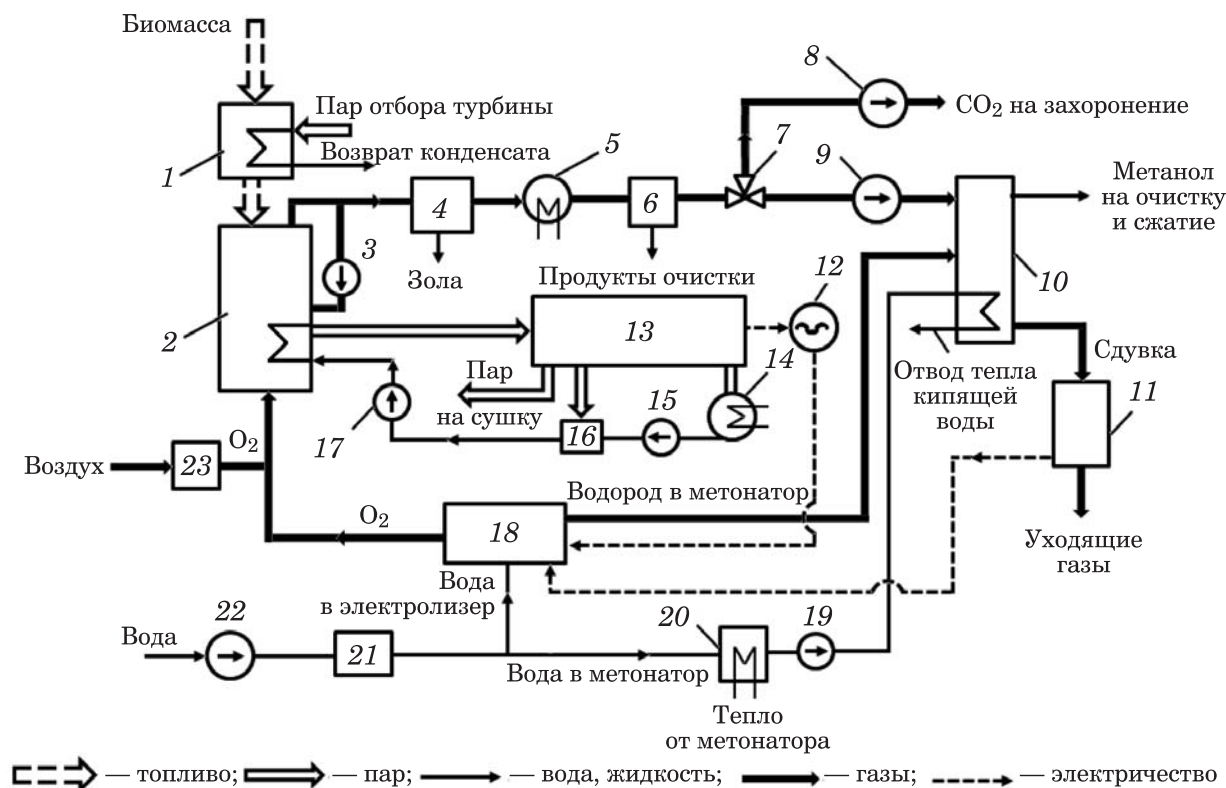 Биомасса
Пар отбора турбины
Возврат конденсата
1
2
3
4
Зола
5
6
Продукты очистки
7
8
CO2 на захоронение
9
Метанол
на очистку
и сжатие
10
Отвод тепла
кипящей
воды
Сдувка
11
Уходящие
газы
12
13
14
15
16
Пар
на сушку
17
Воздух
23
O2
O2
18
Водород в метонатор
Вода
в электролизер
Вода
22
21
Вода в метонатор
20
19
Тепло
от метонатора
— топливо; — пар; — вода, жидкость; — газы; — электричество